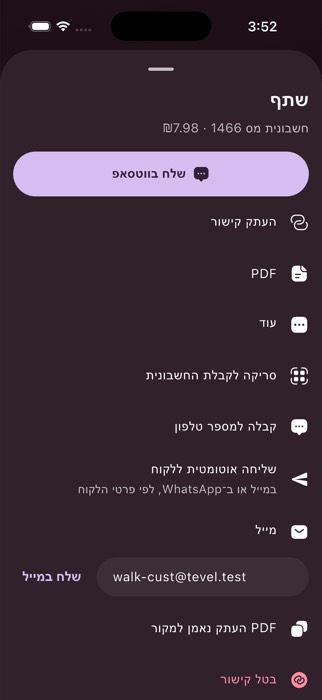 3:52
שתף
חשבונית מס 1466 · ₪7.98
שלח בווטסאפ
העתק קישור
PDF
עוד
סריקה לקבלת החשבונית
קבלה למספר טלפון
שליחה אוטומטית ללקוח
במייל או ב־WhatsApp, לפי פרטי הלקוח
מייל
walk-cust@tevel.test שלח במייל
PDF העתק נאמן למקור
בטל קישור